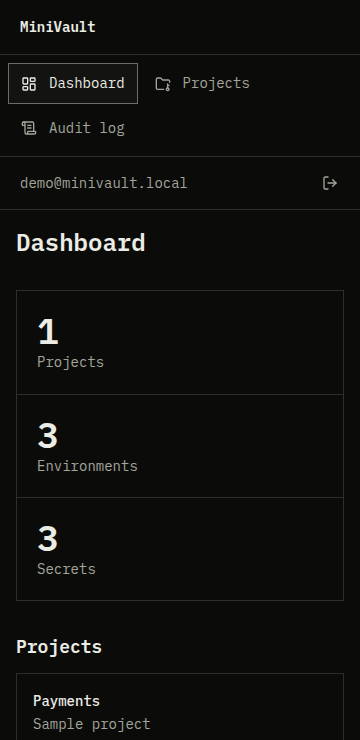 MiniVault
Dashboard
Projects
Audit log
demo@minivault.local
Dashboard
1
Projects
3
Environments
3
Secrets
Projects
Payments
Sample project